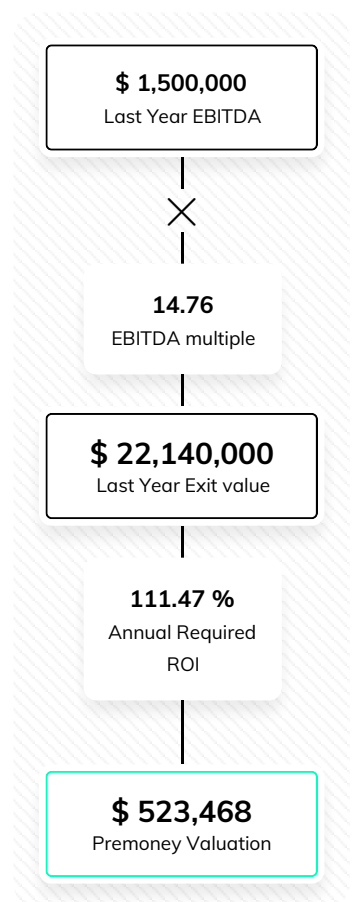 $ 1,500,000
Last Year EBITDA
14.76
EBITDA multiple
$ 22,140,000
Last Year Exit value
111.47 %
Annual Required
ROI
$ 523,468
Premoney Valuation